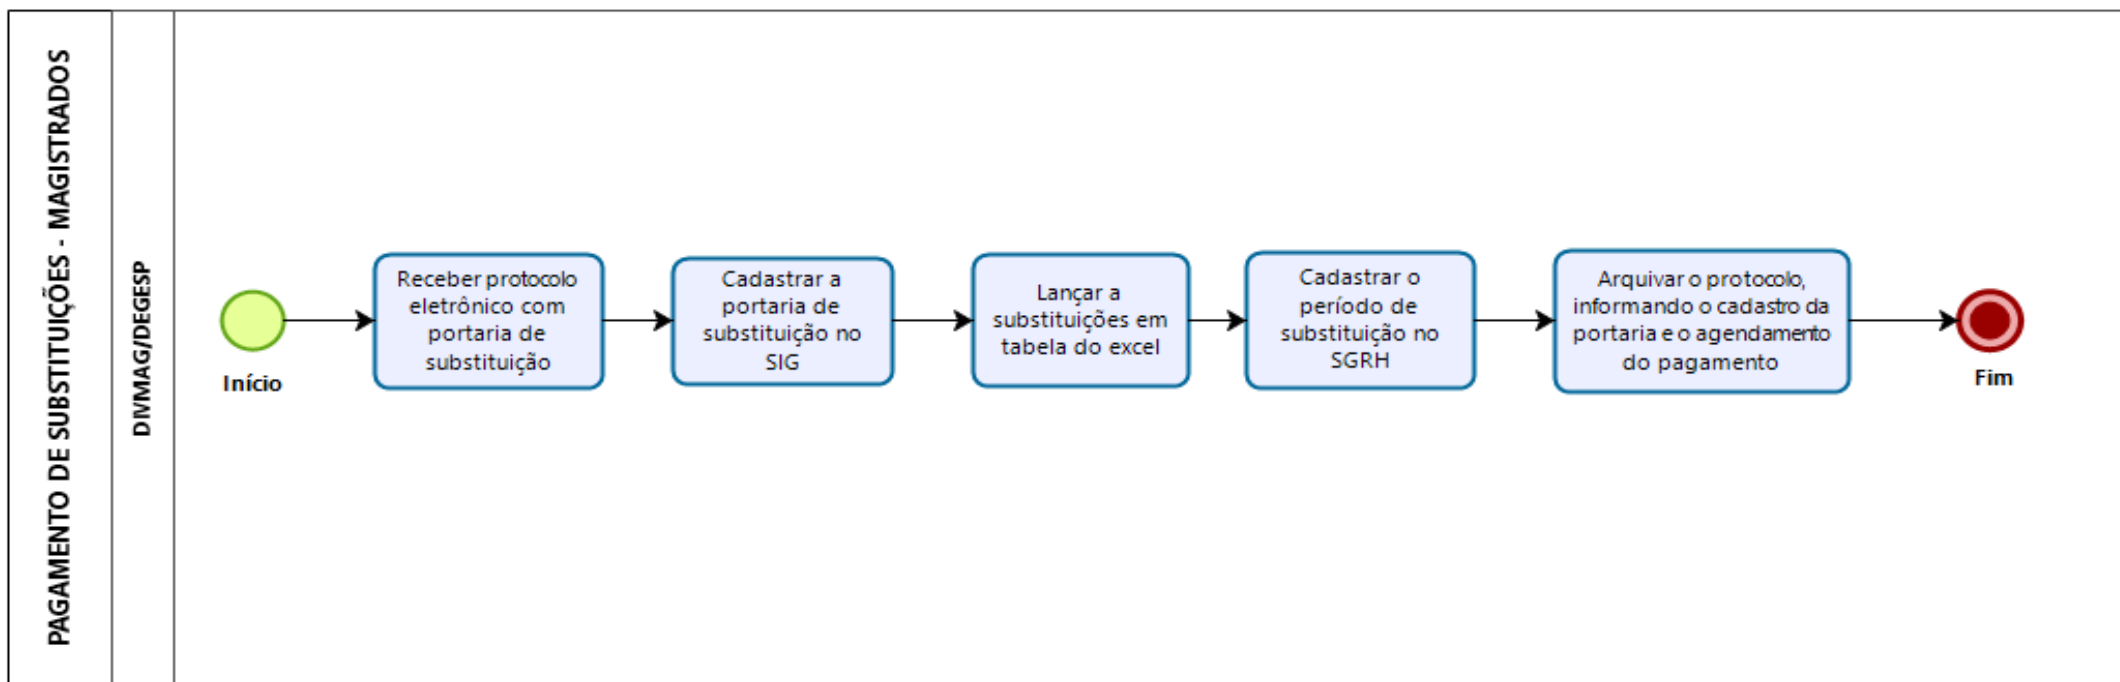 PAGAMENTO DE SUBSTITUIÇÕES - MAGISTRADOS
DIVMAG/DEGESP
Início
Receber protocolo
eletrônico com
portaria de
substituição
Cadastrar a
portaria de
substituição no
SIG
Lançar a
substituições em
tabela do excel
Cadastrar o
período de
substituição no
SGRH
Arquivar o protocolo,
informando o cadastro da
portaria e o agendamento
do pagamento
Fim